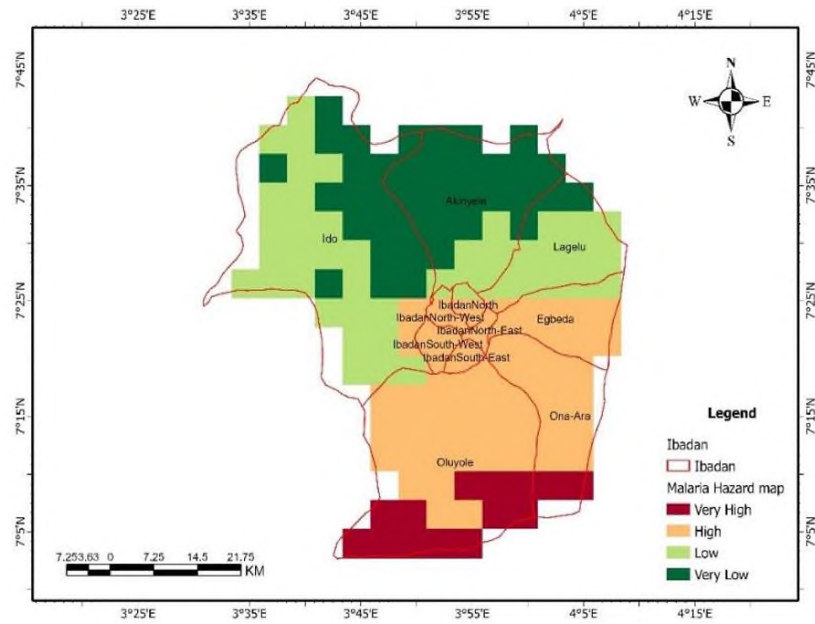 3°25'E 3°35'E 3°45'E 3°55'E 4°5'E 4°15'E
7°45'N 7°45'N
N
W E
S
7°35'N 7°35'N
Akinyele
Ido
Lagelu
7°25'N 7°25'N
IbadanNorth
IbadanNorth-West
Egbeda
IbadanNorth-East
IbadanSouth-West
IbadanSouth-East
7°15'N 7°15'N
Ona-Ara
Oluyole
7°5'N 7°5'N
Legend
Ibadan
Ibadan
Malaria Hazard map
Very High
High
Low
Very Low
7.253.63 0 7.25 14.5 21.75
KM
3°25'E 3°35'E 3°45'E 3°55'E 4°5'E 4°15'E